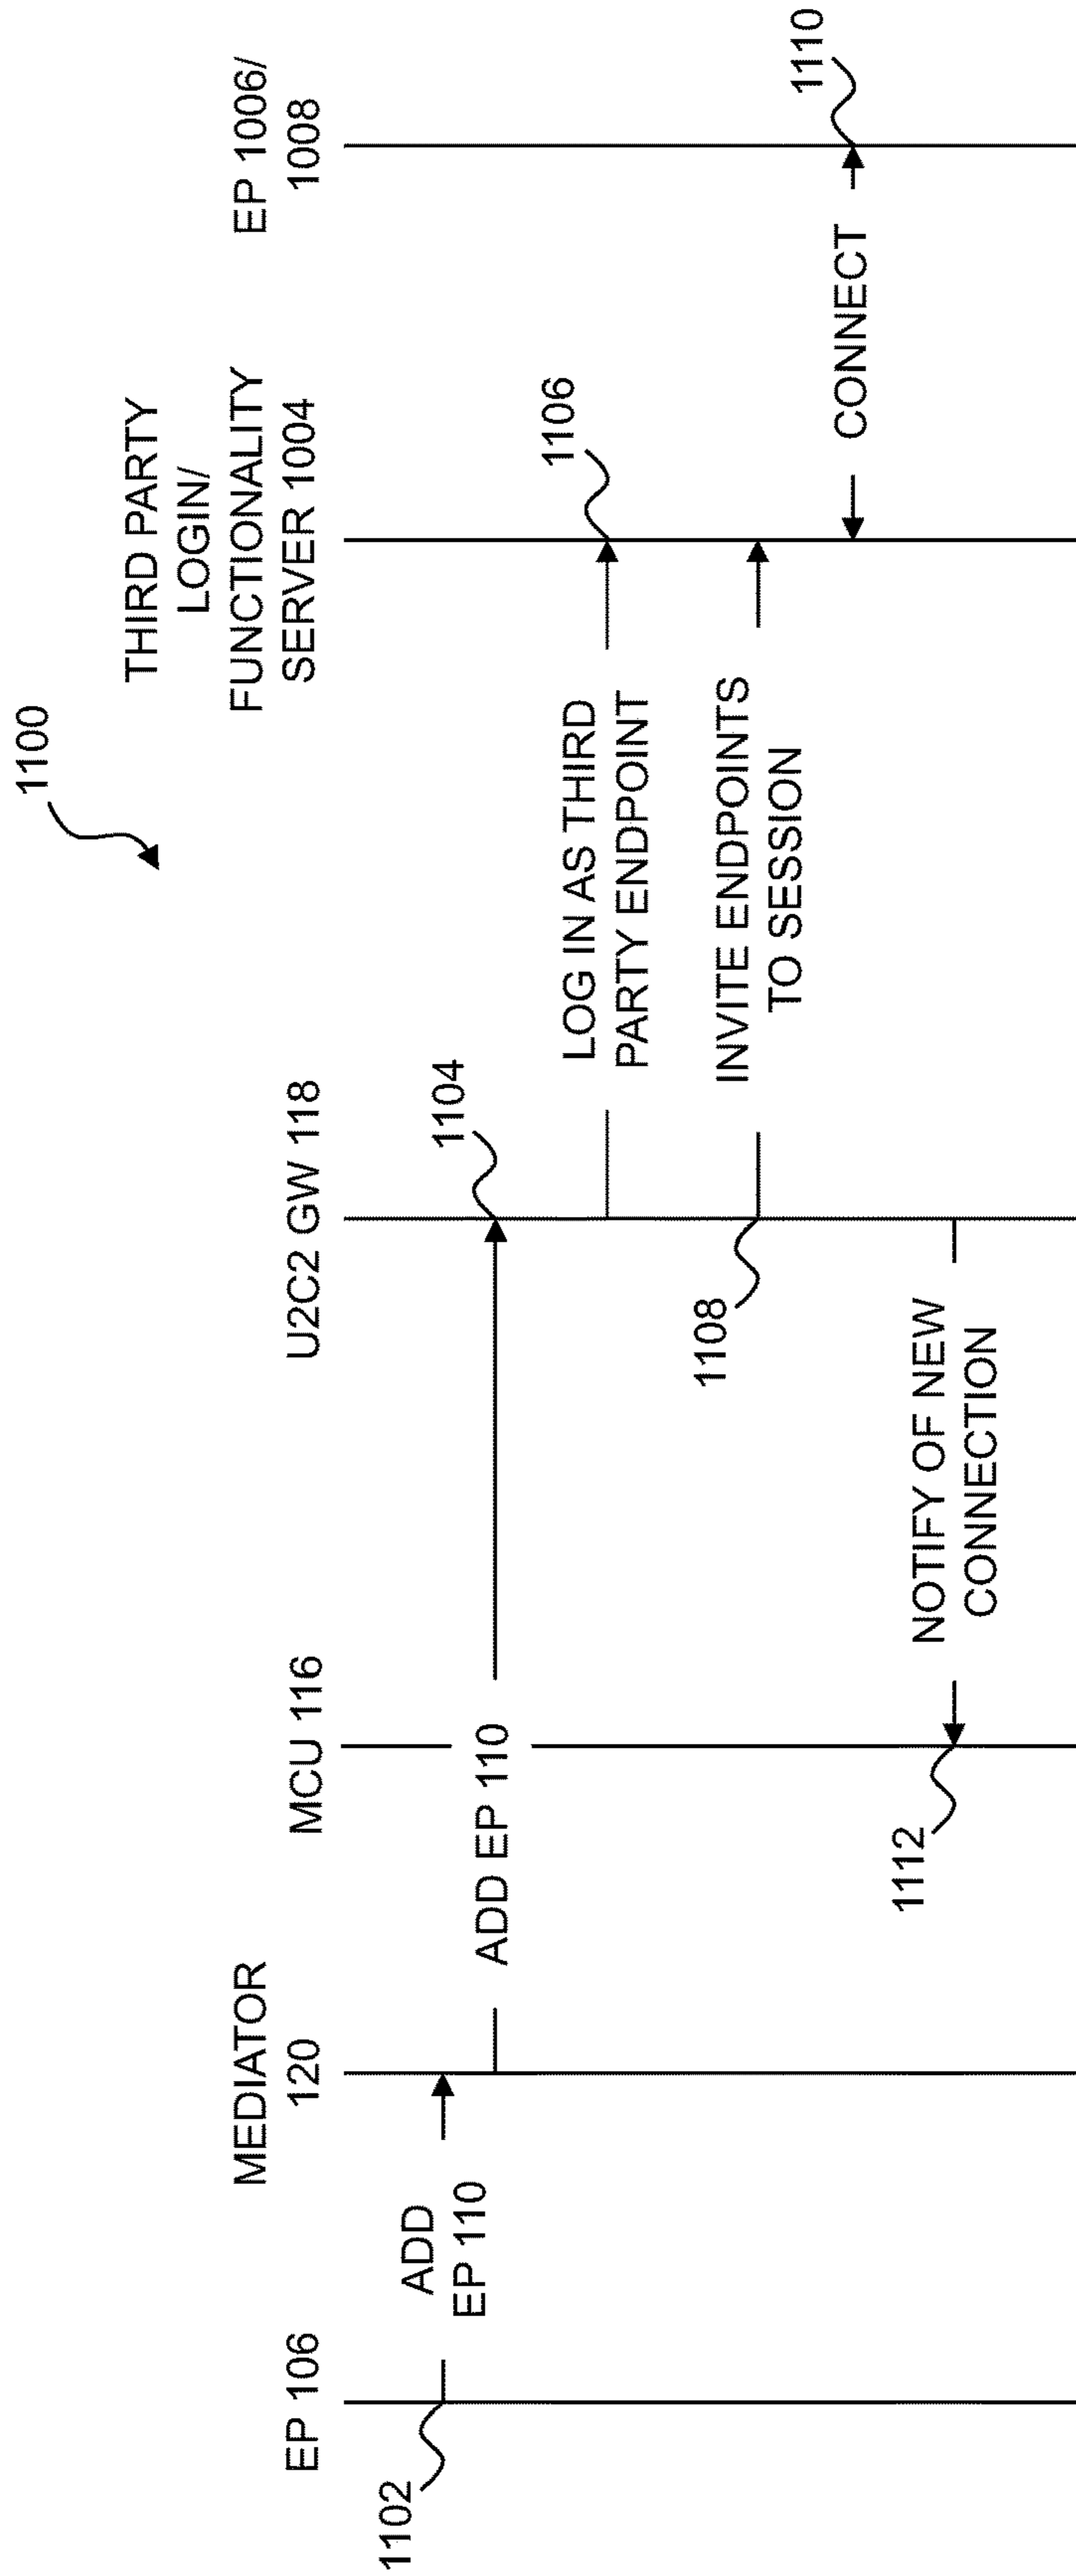 1100
EP 106
MEDIATOR
120
MCU 116
U2C2 GW 118
THIRD PARTY
LOGIN/
FUNCTIONALITY
SERVER 1004
EP 1006/
1008
1102
ADD
EP 110
ADD EP 110
1104
LOG IN AS THIRD
PARTY ENDPOINT
1106
1108
INVITE ENDPOINTS
TO SESSION
CONNECT
1110
1112
NOTIFY OF NEW
CONNECTION